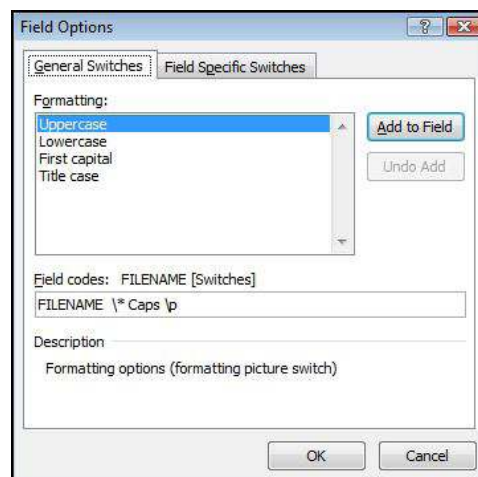 Field Options
General Switches
Field Specific Switches
Formatting:
Uppercase
Lowercase
First capital
Title case
Add to Field
Undo Add
Field codes: FILENAME [Switches]
FILENAME \* Caps \p
Description
Formatting options (formatting picture switch)
OK
Cancel